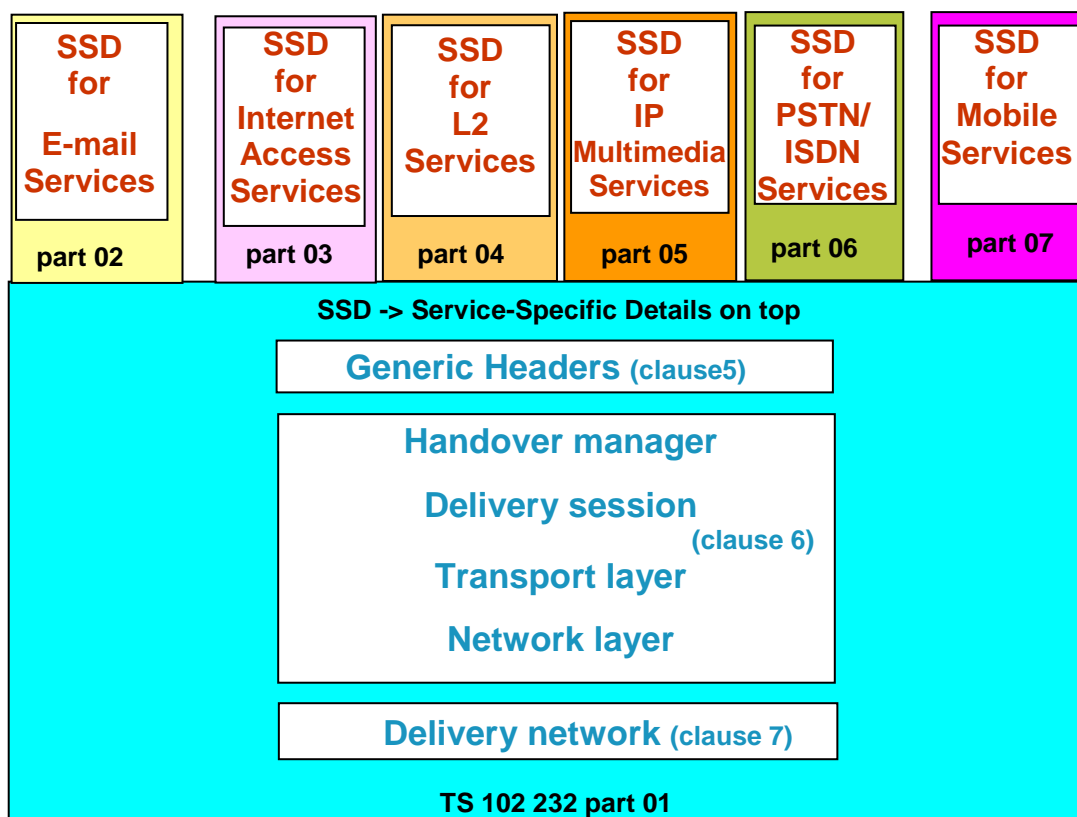 SSD
for
E-mail
Services
part 02
SSD
for
Internet
Access
Services
part 03
SSD
for
L2
Services
part 04
SSD
for
IP
Multimedia
Services
part 05
SSD
for
PSTN/
ISDN
Services
part 06
SSD
for
Mobile
Services
part 07
SSD -> Service-Specific Details on top
Generic Headers (clause5)
Handover manager
Delivery session
(clause 6)
Transport layer
Network layer
Delivery network (clause 7)
TS 102 232 part 01